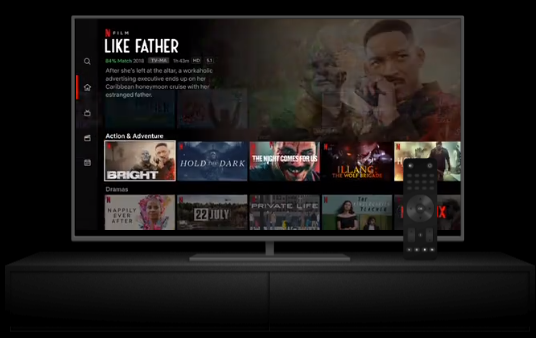 N FILM
LIKE FATHER
94% Match 2018 TV-MA 1h 43m HD 5.1
After she's left at the altar, a workaholic
advertising executive ends up on her
Caribbean honeymoon cruise with her
estranged father.
Action & Adventure
BRIGHT
HOLD THE DARK
THE NIGHT COMES FOR US
ILLANG
THE WOLF BRIGADE
Dramas
HAPPILY
EVER
AFTER
22 JULY
PRIVATE LIFE